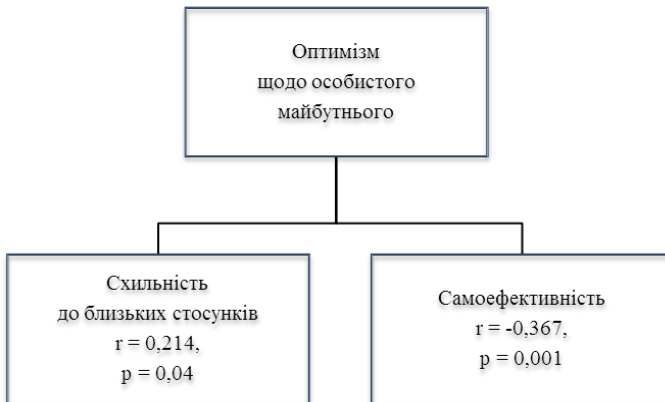 Оптимізм
щодо особистого
майбутнього
Схильність
до близьких стосунків
r = 0,214,
p = 0,04
Самоефективність
r = -0,367,
p = 0,001